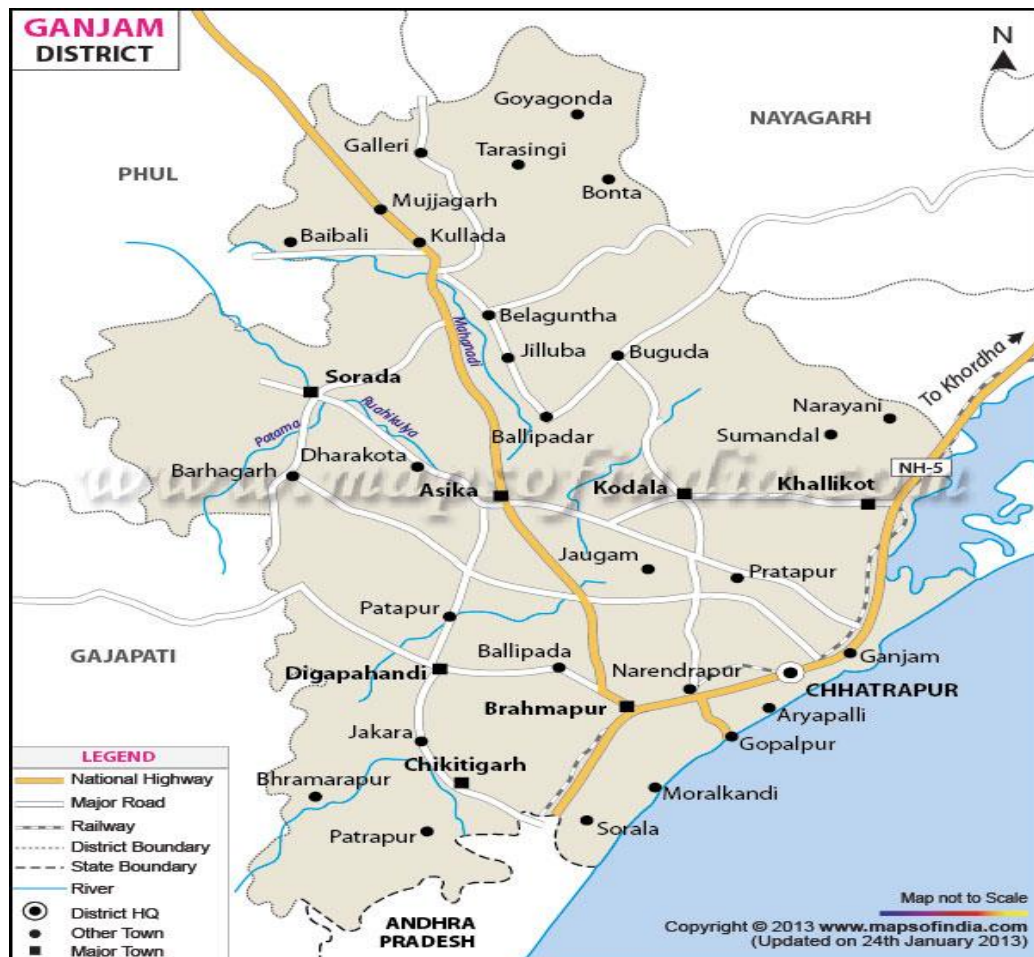 GANJAM
DISTRICT
N
NAYAGARH
PHUL
Goyagonda
Galleri
Tarasingi
Bonta
Mujjagarh
Baibali
Kullada
Mahanadi
Belaguntha
Jilluba
Buguda
To Khordha
Sorada
Ruahikulya
Patama
Ballipadar
Narayani
Sumandal
Dharakota
Barhagarh
NH-5
www.mapsofindia.com
Asika
Kodala
Khallikot
Jaugam
Pratapur
Patapur
GAJAPATI
Digapahandi
Ballipada
Narendrapur
Ganjam
CHHATRAPUR
Brahmapur
Aryapalli
Jakara
Gopalpur
Chikitigarh
Bhramarapur
Moralkandi
Patrapur
Sorala
LEGEND
National Highway
Major Road
Railway
District Boundary
State Boundary
River
District HQ
Other Town
Major Town
ANDHRA
PRADESH
Map not to Scale
Copyright © 2013 www.mapsofindia.com
(Updated on 24th January 2013)